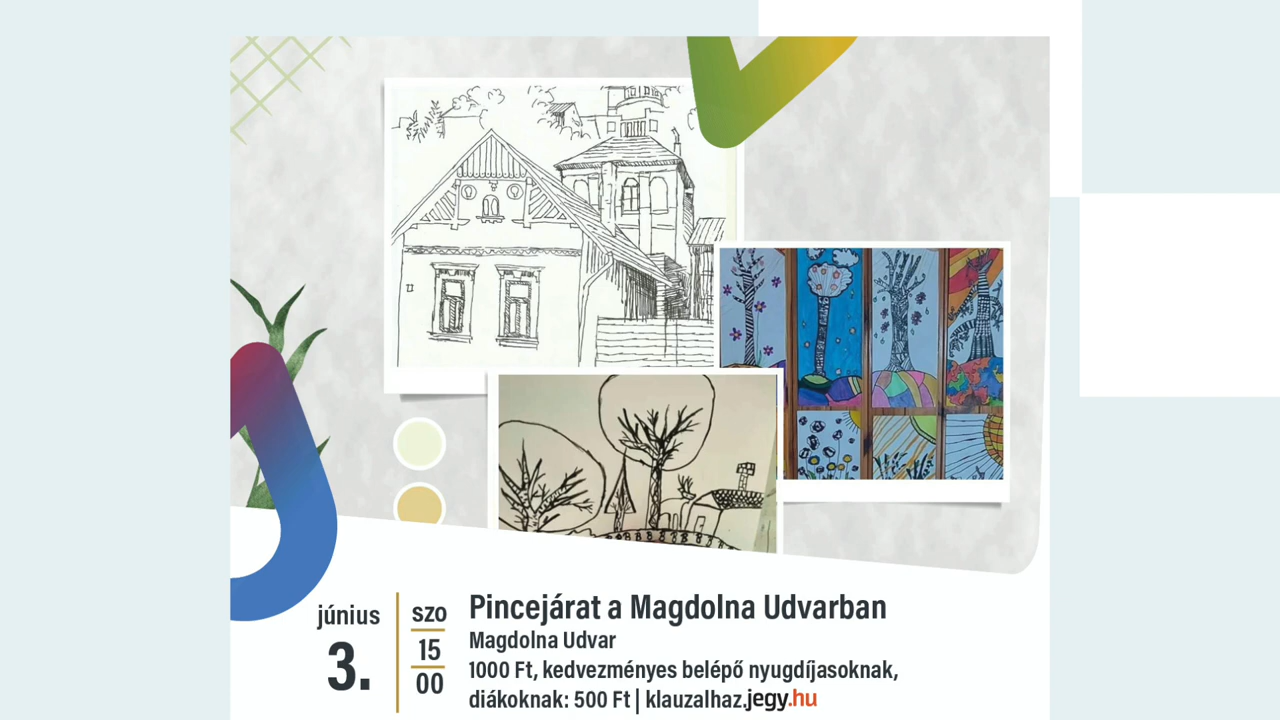 június
3.
szo
15
00
Pincejárat a Magdolna Udvarban
Magdolna Udvar
1000 Ft, kedvezményes belépő nyugdíjasoknak,
diákoknak: 500 Ft | klauzalhaz.jegy.hu